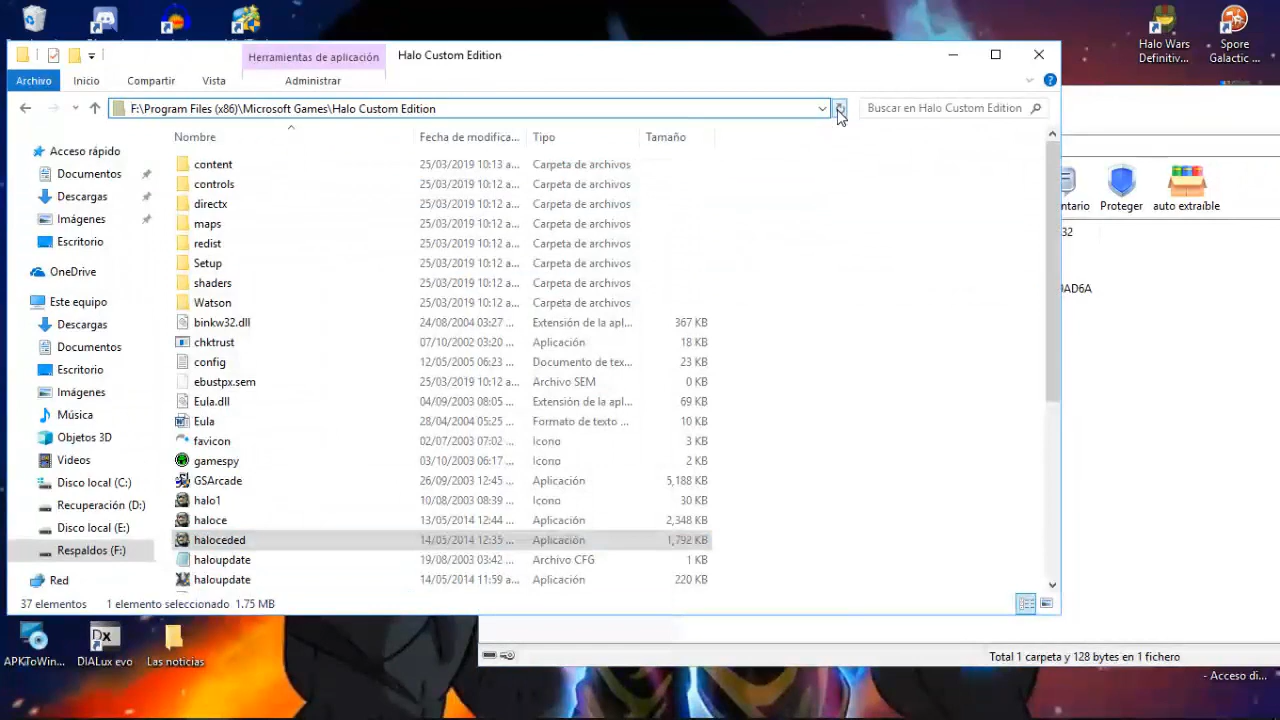 Herramientas de aplicación
Halo Custom Edition
Archivo
Inicio
Compartir
Vista
Administrar
F:\Program Files (x86)\Microsoft Games\Halo Custom Edition
Buscar en Halo Custom Edition
Nombre
Fecha de modifica...
Tipo
Tamaño
Acceso rápido
Documentos
Descargas
Imágenes
Escritorio
OneDrive
Este equipo
Descargas
Documentos
Escritorio
Imágenes
Música
Objetos 3D
Videos
Disco local (C:)
Recuperación (D:)
Disco local (E:)
Respaldos (F:)
Red
content 25/03/2019 10:13 a... Carpeta de archivos
controls 25/03/2019 10:12 a... Carpeta de archivos
directx 25/03/2019 10:12 a... Carpeta de archivos
maps 25/03/2019 10:12 a... Carpeta de archivos
redist 25/03/2019 10:12 a... Carpeta de archivos
Setup 25/03/2019 10:12 a... Carpeta de archivos
shaders 25/03/2019 10:12 a... Carpeta de archivos
Watson 25/03/2019 10:12 a... Carpeta de archivos
binkw32.dll 24/08/2004 03:27 ... Extensión de la apl... 367 KB
chktrust 07/10/2002 03:20 ... Aplicación 18 KB
config 12/05/2005 06:23 ... Documento de tex... 23 KB
ebustpx.sem 25/03/2019 10:12 a... Archivo SEM 0 KB
Eula.dll 04/09/2003 08:05 ... Extensión de la apl... 69 KB
Eula 28/04/2004 05:25 ... Formato de texto ... 10 KB
favicon 02/07/2003 07:02 ... Icono 3 KB
gamespy 03/10/2003 06:17 ... Icono 2 KB
GSArcade 26/09/2003 12:45 ... Aplicación 5,188 KB
halo1 10/08/2003 08:39 ... Icono 30 KB
haloce 13/05/2014 12:44 ... Aplicación 2,348 KB
haloceded 14/05/2014 12:35 ... Aplicación 1,792 KB
haloupdate 19/08/2003 03:42 ... Archivo CFG 1 KB
haloupdate 14/05/2014 11:59 a... Aplicación 220 KB
37 elementos
1 elemento seleccionado 1.75 MB
Halo Wars
Definitiv...
Spore
Galactic ...
ntario
Proteger
auto extraíble
32
9AD6A
Total 1 carpeta y 128 bytes en 1 fichero
- Acceso di...
APKToWin...
DIALux evo
Las noticias